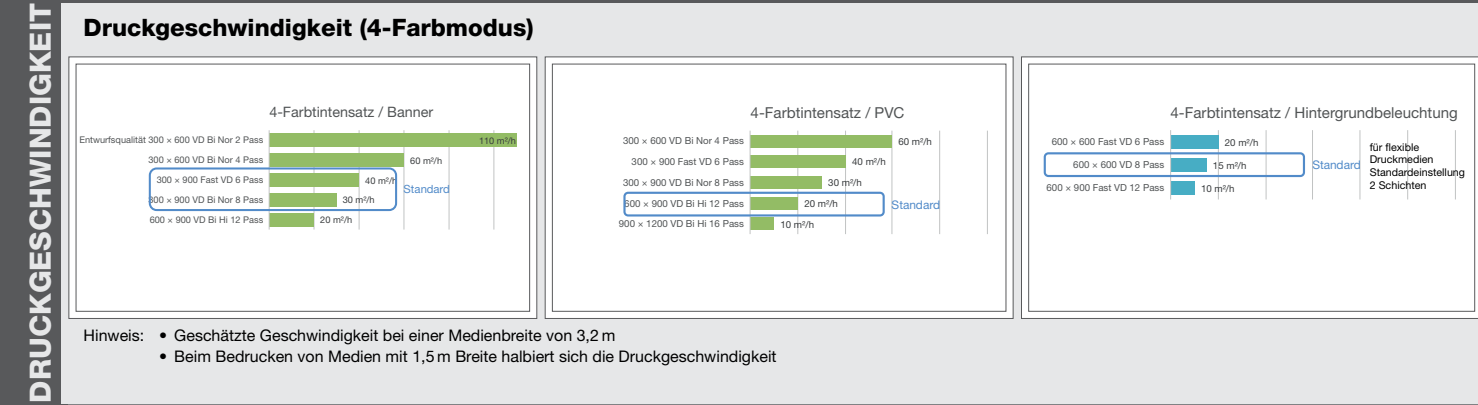 DRUCKGESCHWINDIGKEIT
Druckgeschwindigkeit (4-Farbmodus)
4-Farbtintensatz / Banner
Entwurfsqualität 300 × 600 VD Bi Nor 2 Pass 110 m²/h
300 × 600 VD Bi Nor 4 Pass 60 m²/h
300 × 900 Fast VD 6 Pass 40 m²/h
Standard
300 × 900 VD Bi Nor 8 Pass 30 m²/h
600 × 900 VD Bi Hi 12 Pass 20 m²/h
4-Farbtintensatz / PVC
300 × 600 VD Bi Nor 4 Pass 60 m²/h
300 × 900 Fast VD 6 Pass 40 m²/h
300 × 900 VD Bi Nor 8 Pass 30 m²/h
600 × 900 VD Bi Hi 12 Pass 20 m²/h Standard
900 × 1200 VD Bi Hi 16 Pass 10 m²/h
4-Farbtintensatz / Hintergrundbeleuchtung
600 × 600 Fast VD 6 Pass 20 m²/h
600 × 600 VD 8 Pass 15 m²/h Standard
600 × 900 Fast VD 12 Pass 10 m²/h
für flexible
Druckmedien
Standardeinstellung
2 Schichten
Hinweis: • Geschätzte Geschwindigkeit bei einer Medienbreite von 3,2 m
• Beim Bedrucken von Medien mit 1,5 m Breite halbiert sich die Druckgeschwindigkeit